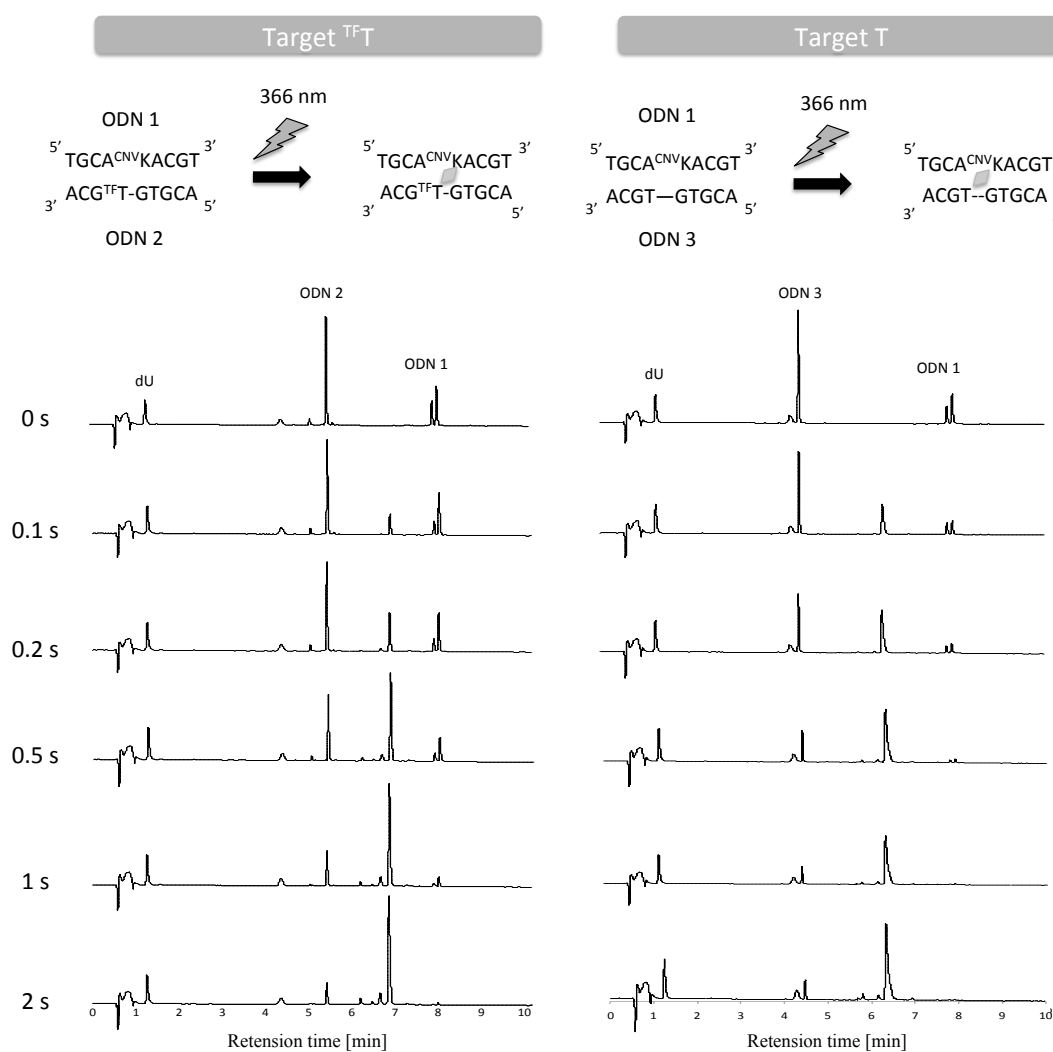 Target ᵀᶠT
Target T
366 nm
ODN 1
5’ TGCAᶜᴺⱽKACGT 3’
ACGᵀᶠT-GTGCA
3’ 5’
ODN 2
5’ TGCAᶜᴺⱽKACGT 3’
ACGᵀᶠT-GTGCA
3’ 5’
366 nm
ODN 1
5’ TGCAᶜᴺⱽKACGT 3’
ACGT—GTGCA
3’ 5’
ODN 3
5’ TGCAᶜᴺⱽKACGT
ACGT--GTGCA
3’
dU ODN 2 ODN 1
dU ODN 3 ODN 1
0 s
0.1 s
0.2 s
0.5 s
1 s
2 s
0 1 2 3 4 5 6 7 8 9 10
Retension time [min]
0 1 2 3 4 5 6 7 8 9 10
Retension time [min]